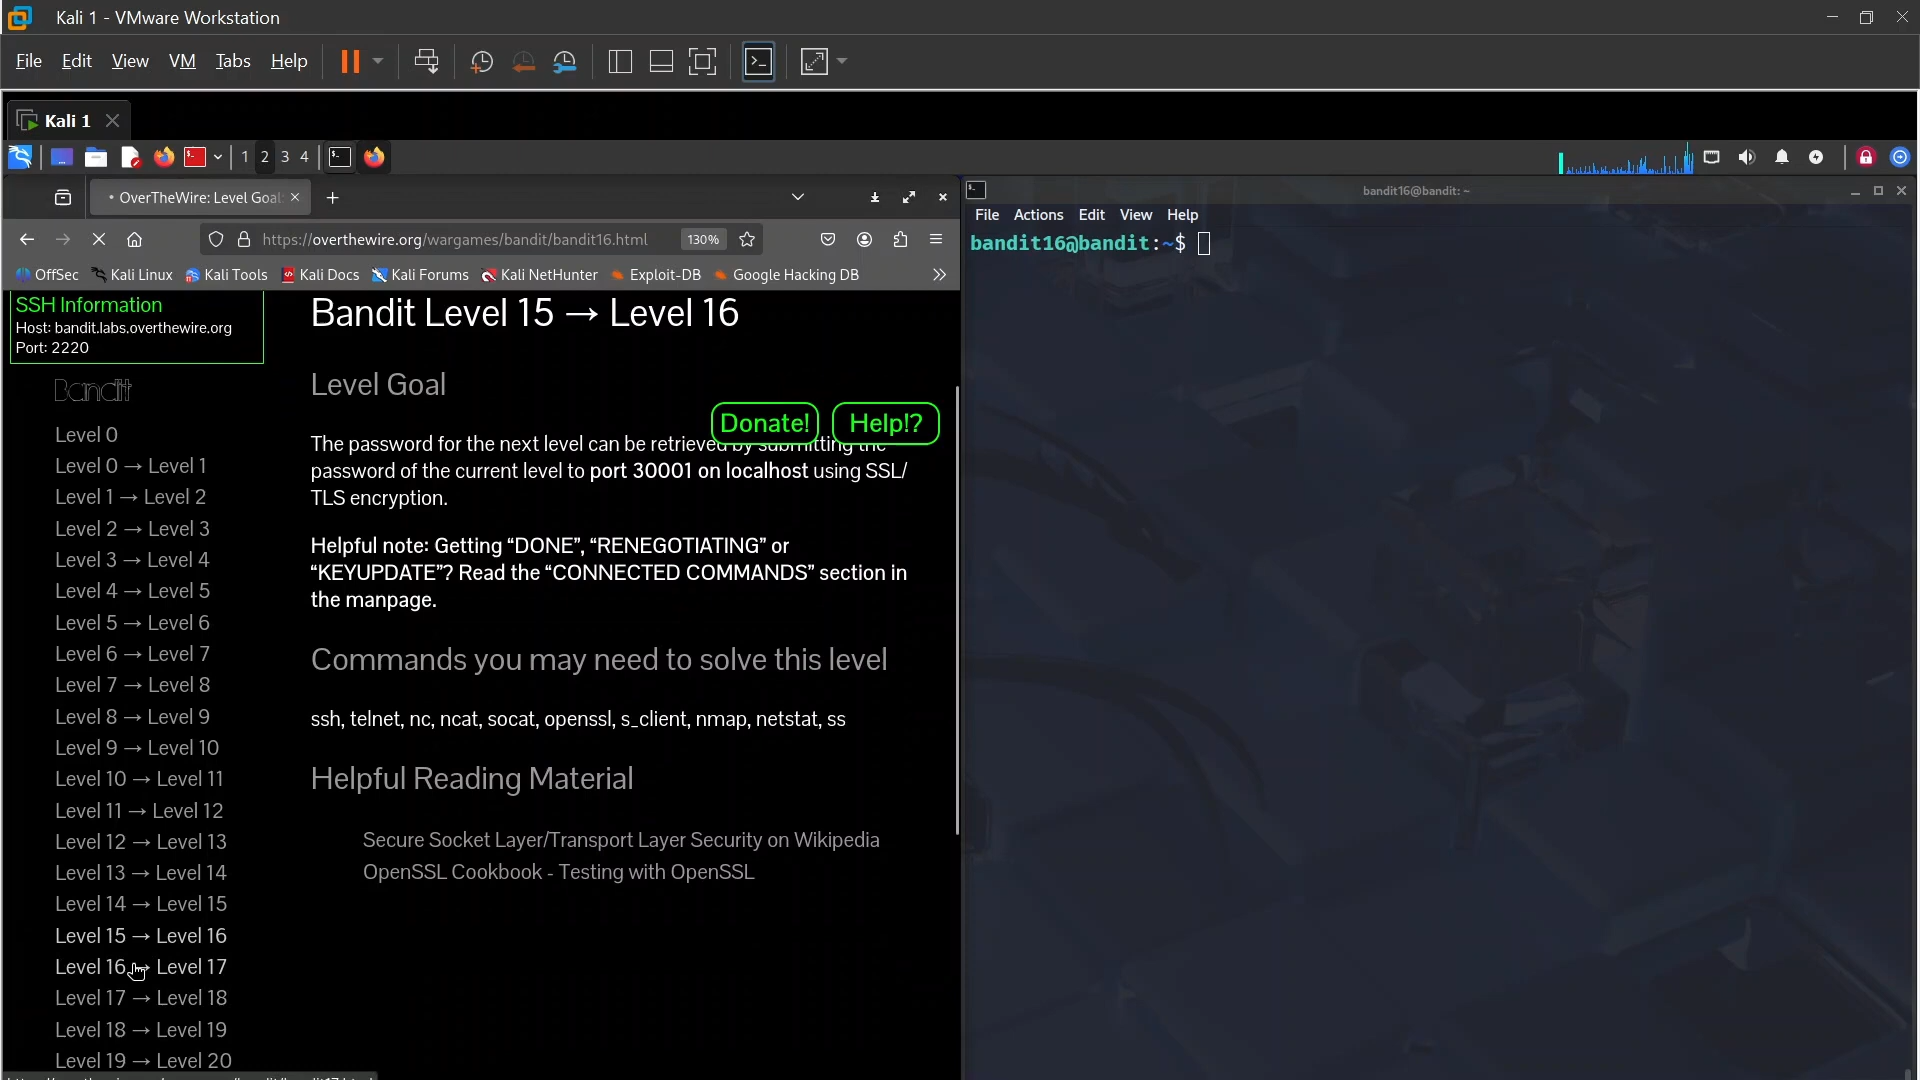 Kali 1 - VMware Workstation
File Edit View VM Tabs Help
Kali 1
1 2 3 4
OverTheWire: Level Goal
https://overthewire.org/wargames/bandit/bandit16.html 130%
OffSec Kali Linux Kali Tools Kali Docs Kali Forums Kali NetHunter Exploit-DB Google Hacking DB
SSH Information
Host: bandit.labs.overthewire.org
Port: 2220
Bandit
Level 0
Level 0 → Level 1
Level 1 → Level 2
Level 2 → Level 3
Level 3 → Level 4
Level 4 → Level 5
Level 5 → Level 6
Level 6 → Level 7
Level 7 → Level 8
Level 8 → Level 9
Level 9 → Level 10
Level 10 → Level 11
Level 11 → Level 12
Level 12 → Level 13
Level 13 → Level 14
Level 14 → Level 15
Level 15 → Level 16
Level 16 → Level 17
Level 17 → Level 18
Level 18 → Level 19
Level 19 → Level 20
Bandit Level 15 → Level 16
Level Goal
Donate! Help!?
The password for the next level can be retrieved by submitting the
password of the current level to port 30001 on localhost using SSL/
TLS encryption.
Helpful note: Getting “DONE”, “RENEGOTIATING” or
“KEYUPDATE”? Read the “CONNECTED COMMANDS” section in
the manpage.
Commands you may need to solve this level
ssh, telnet, nc, ncat, socat, openssl, s_client, nmap, netstat, ss
Helpful Reading Material
Secure Socket Layer/Transport Layer Security on Wikipedia
OpenSSL Cookbook - Testing with OpenSSL
bandit16@bandit: ~
File Actions Edit View Help
bandit16@bandit:~$